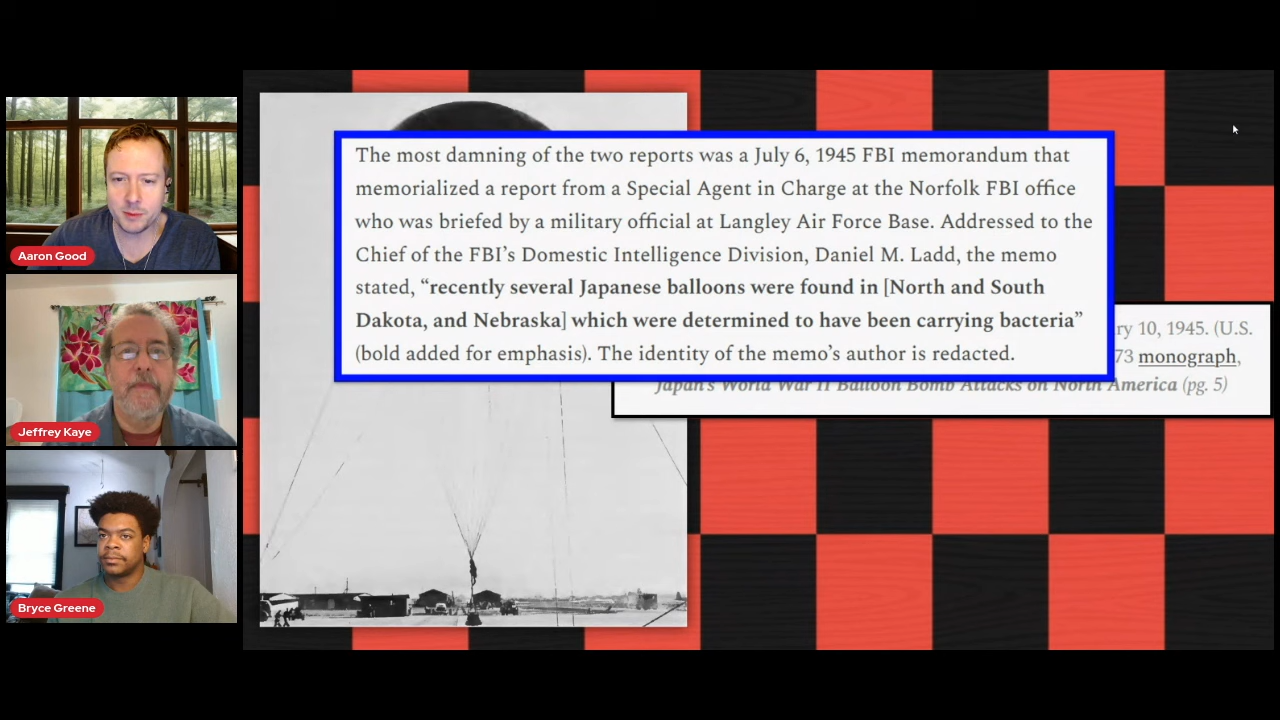 Aaron Good
Jeffrey Kaye
Bryce Greene
The most damning of the two reports was a July 6, 1945 FBI memorandum that
memorialized a report from a Special Agent in Charge at the Norfolk FBI office
who was briefed by a military official at Langley Air Force Base. Addressed to the
Chief of the FBI’s Domestic Intelligence Division, Daniel M. Ladd, the memo
stated, “recently several Japanese balloons were found in [North and South
Dakota, and Nebraska] which were determined to have been carrying bacteria”
(bold added for emphasis). The identity of the memo’s author is redacted.
10, 1945. (U.S.
monograph,
Japan's World War II Balloon Bomb Attacks on North America (pg. 5)